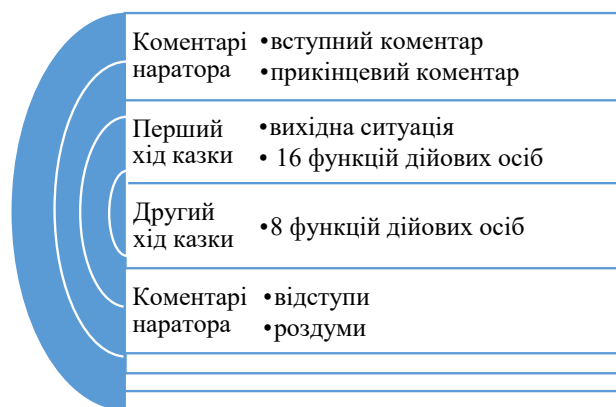 Коментарі
наратора
•вступний коментар
•прикінцевий коментар
Перший
хід казки
•вихідна ситуація
• 16 функцій дійових осіб
Другий
хід казки
•8 функцій дійових осіб
Коментарі
наратора
•відступи
•роздуми